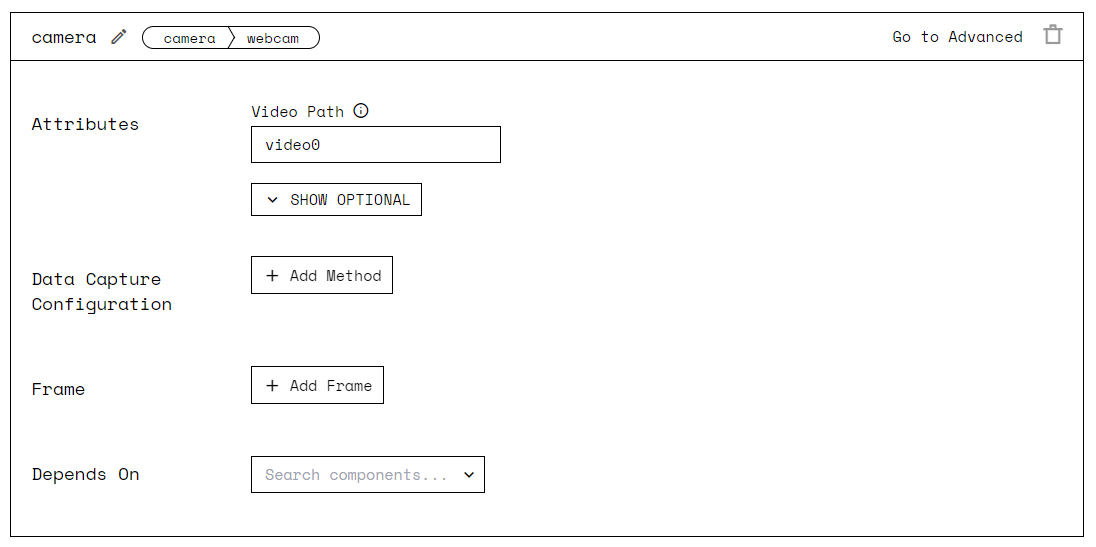 camera camera webcam Go to Advanced
Attributes
Video Path
video0
SHOW OPTIONAL
Data Capture
Configuration
+ Add Method
Frame
+ Add Frame
Depends On
Search components...